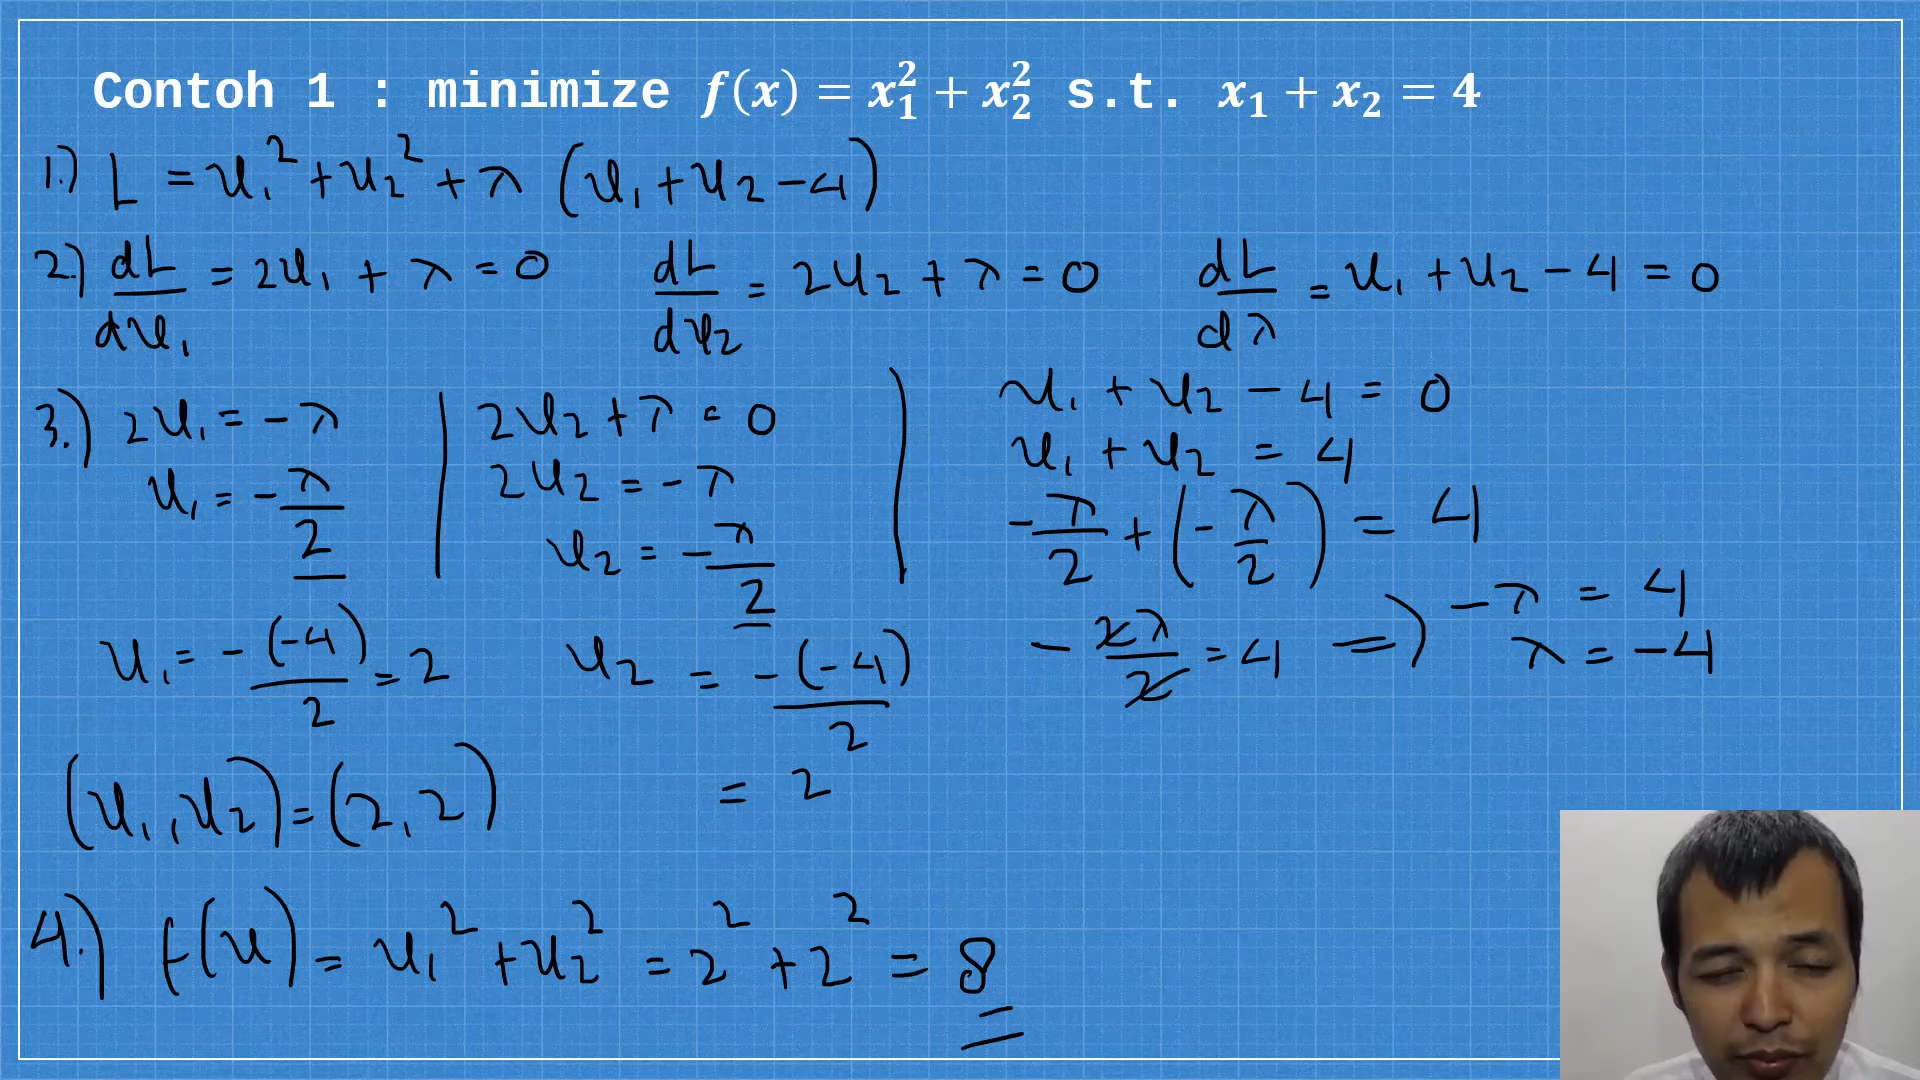 Contoh 1 : minimize f(x) = x₁² + x₂² s.t. x₁ + x₂ = 4
1.) L = x₁² + x₂² + λ (x₁ + x₂ − 4)
2.) dL/dx₁ = 2x₁ + λ = 0 dL/dx₂ = 2x₂ + λ = 0 dL/dλ = x₁ + x₂ − 4 = 0
3.) 2x₁ = −λ
x₁ = −λ/2
x₁ = −(−4)/2 = 2
2x₂ + λ = 0
2x₂ = −λ
x₂ = −λ/2
x₂ = −(−4)/2
= 2
x₁ + x₂ − 4 = 0
x₁ + x₂ = 4
−λ/2 + (−λ/2) = 4
−2λ/2 = 4 ⇒ −λ = 4
λ = −4
(x₁, x₂) = (2, 2)
4.) f(x) = x₁² + x₂² = 2² + 2² = 8